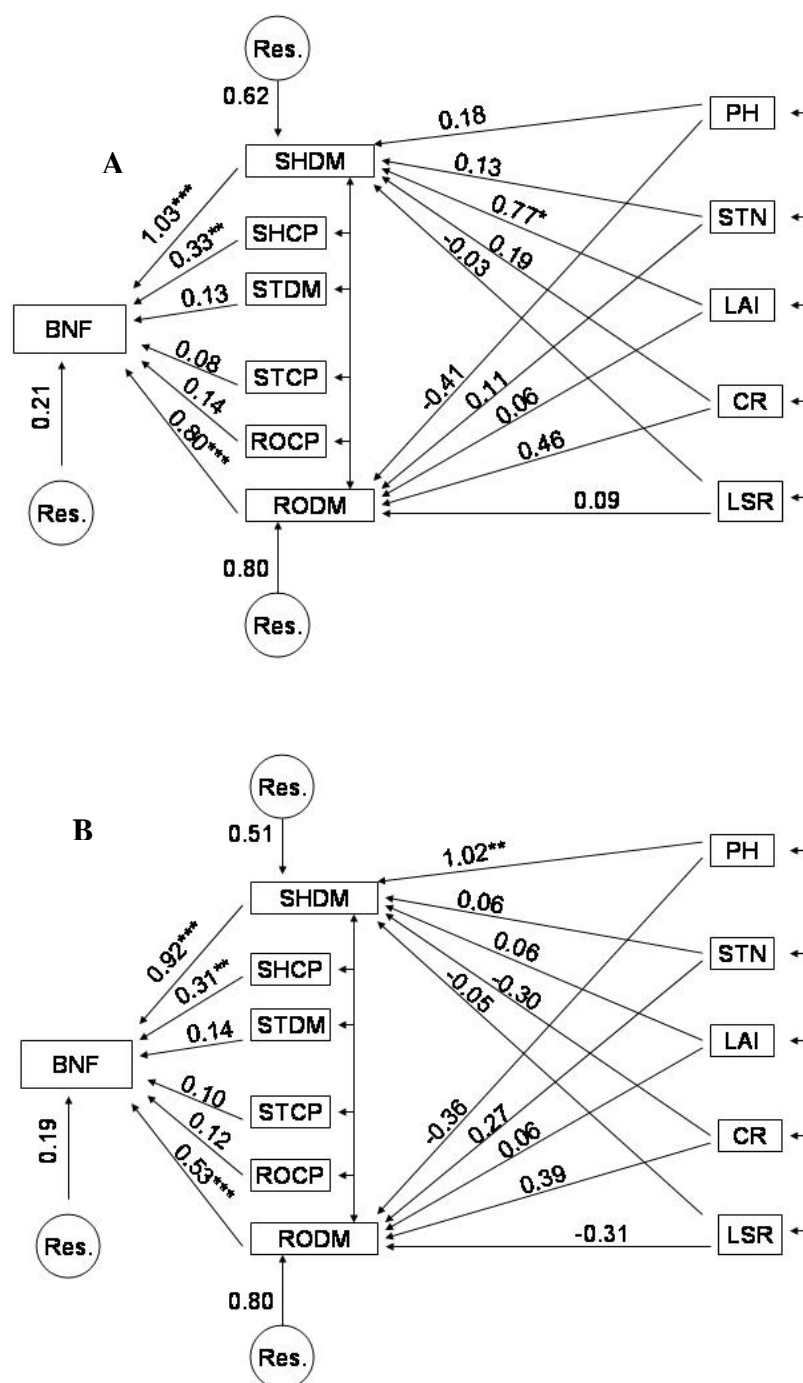 Res.
0.62
A
SHDM
0.18
PH
0.13
STN
0.77*
0.19
-0.03
1.03***
SHCP
0.33**
STDM
0.13
LAI
BNF
STCP
0.08
-0.41
0.11
0.06
CR
0.21
ROCP
0.14
0.46
0.80***
RODM
0.09
LSR
Res.
0.80
Res.
Res.
0.51
B
SHDM
1.02**
PH
0.06
STN
0.06
-0.30
-0.05
0.92***
SHCP
0.31**
STDM
0.14
LAI
BNF
STCP
0.10
-0.36
0.27
0.06
CR
0.19
ROCP
0.12
0.39
0.53***
RODM
-0.31
LSR
Res.
0.80
Res.